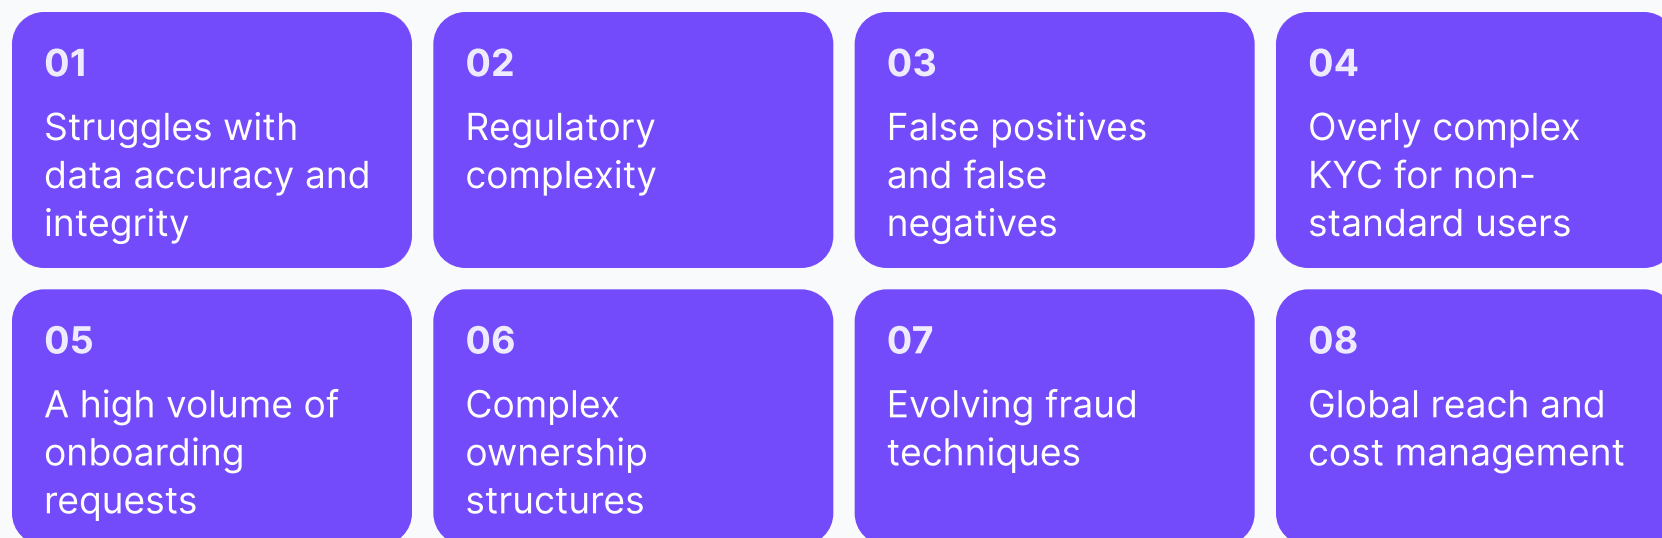 01
Struggles with
data accuracy and
integrity
02
Regulatory
complexity
03
False positives
and false
negatives
04
Overly complex
KYC for non-
standard users
05
A high volume of
onboarding
requests
06
Complex
ownership
structures
07
Evolving fraud
techniques
08
Global reach and
cost management